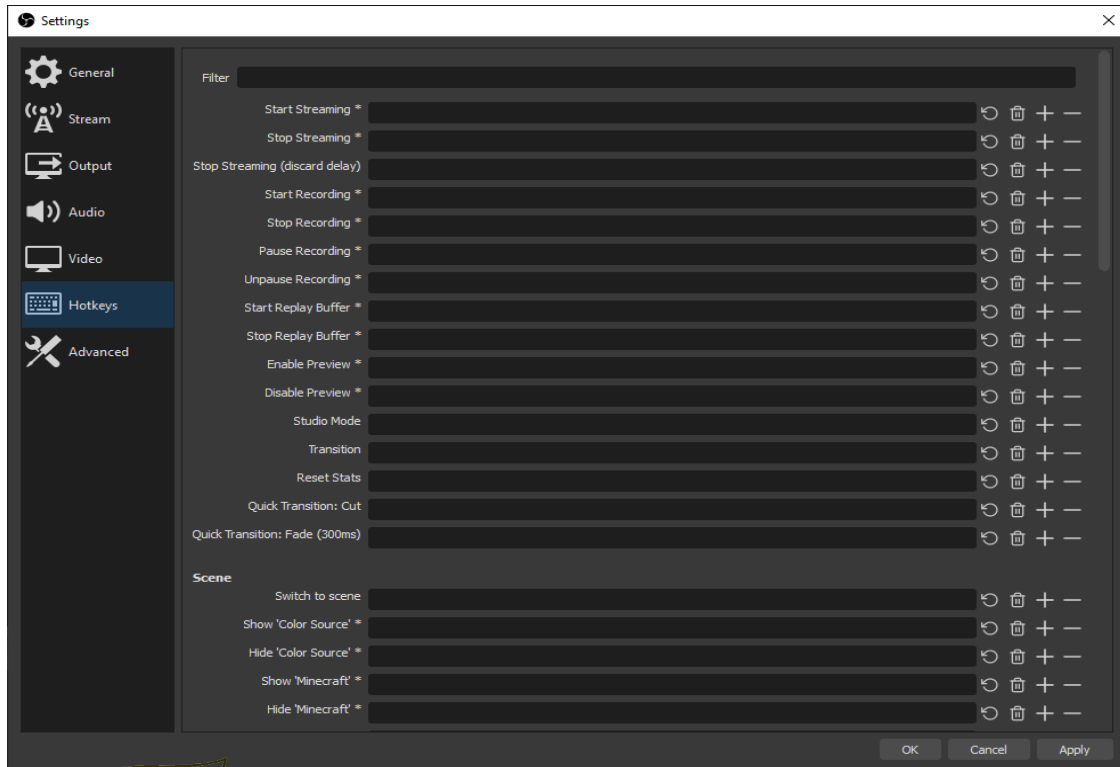 Settings
General
Stream
Output
Audio
Video
Hotkeys
Advanced
Filter
Start Streaming *
Stop Streaming *
Stop Streaming (discard delay)
Start Recording *
Stop Recording *
Pause Recording *
Unpause Recording *
Start Replay Buffer *
Stop Replay Buffer *
Enable Preview *
Disable Preview *
Studio Mode
Transition
Reset Stats
Quick Transition: Cut
Quick Transition: Fade (300ms)
Scene
Switch to scene
Show 'Color Source' *
Hide 'Color Source' *
Show 'Minecraft' *
Hide 'Minecraft' *
OK Cancel Apply